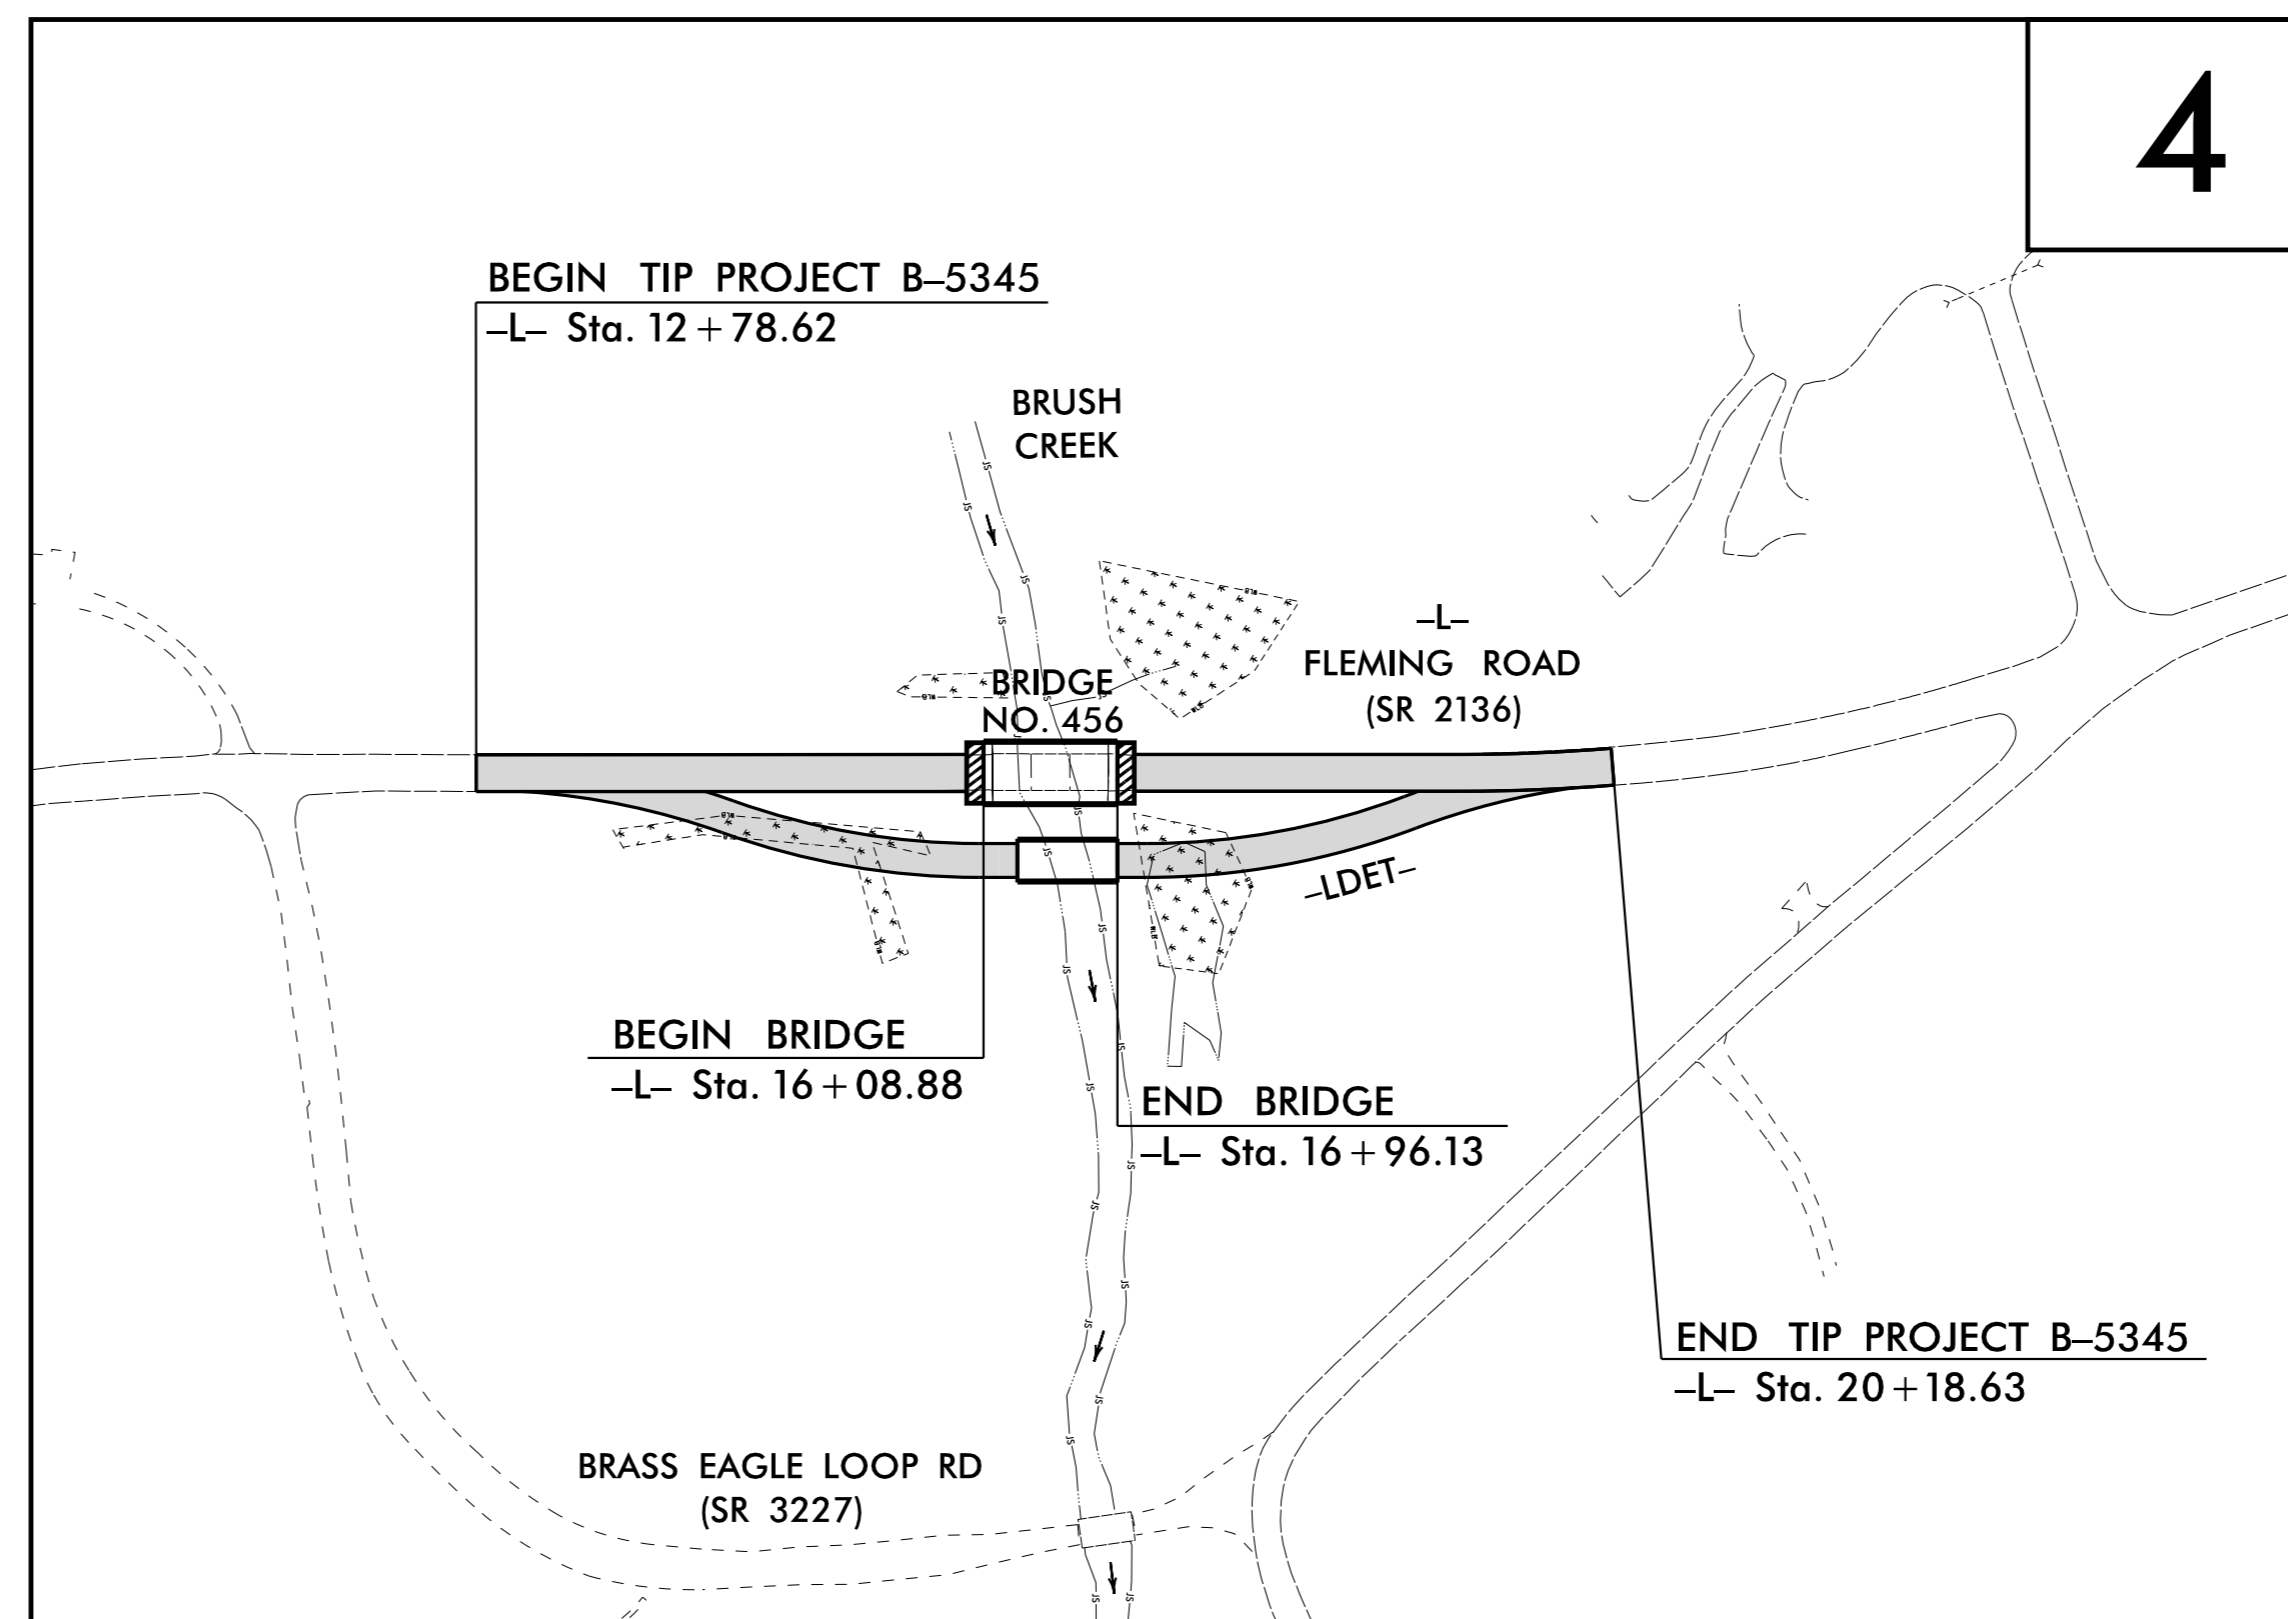 4
BEGIN TIP PROJECT B–5345
–L– Sta. 12+78.62
BRUSH
CREEK
–L–
FLEMING ROAD
(SR 2136)
BRIDGE
NO. 456
–LDET–
BEGIN BRIDGE
–L– Sta. 16+08.88
END BRIDGE
–L– Sta. 16+96.13
END TIP PROJECT B–5345
–L– Sta. 20+18.63
BRASS EAGLE LOOP RD
(SR 3227)